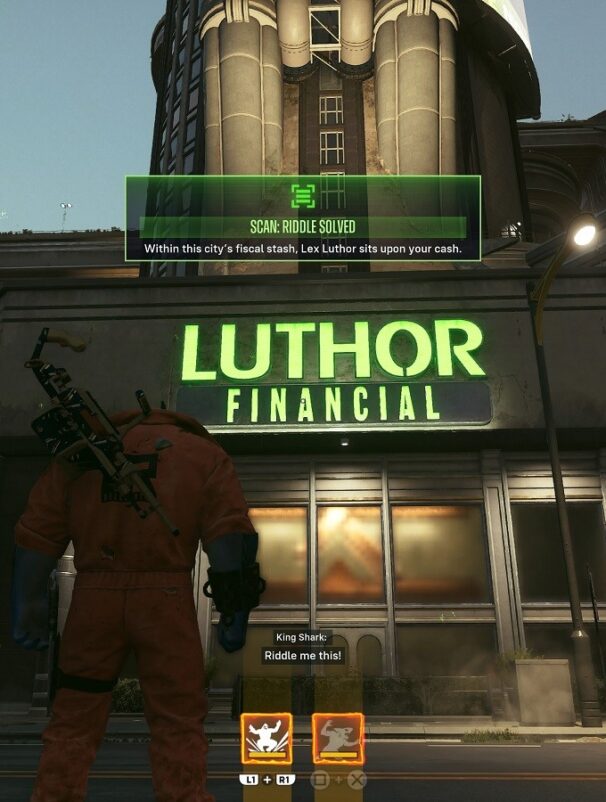 SCAN: RIDDLE SOLVED
Within this city's fiscal stash, Lex Luthor sits upon your cash.
LUTHOR
FINANCIAL
King Shark:
Riddle me this!
L1 + R1
+